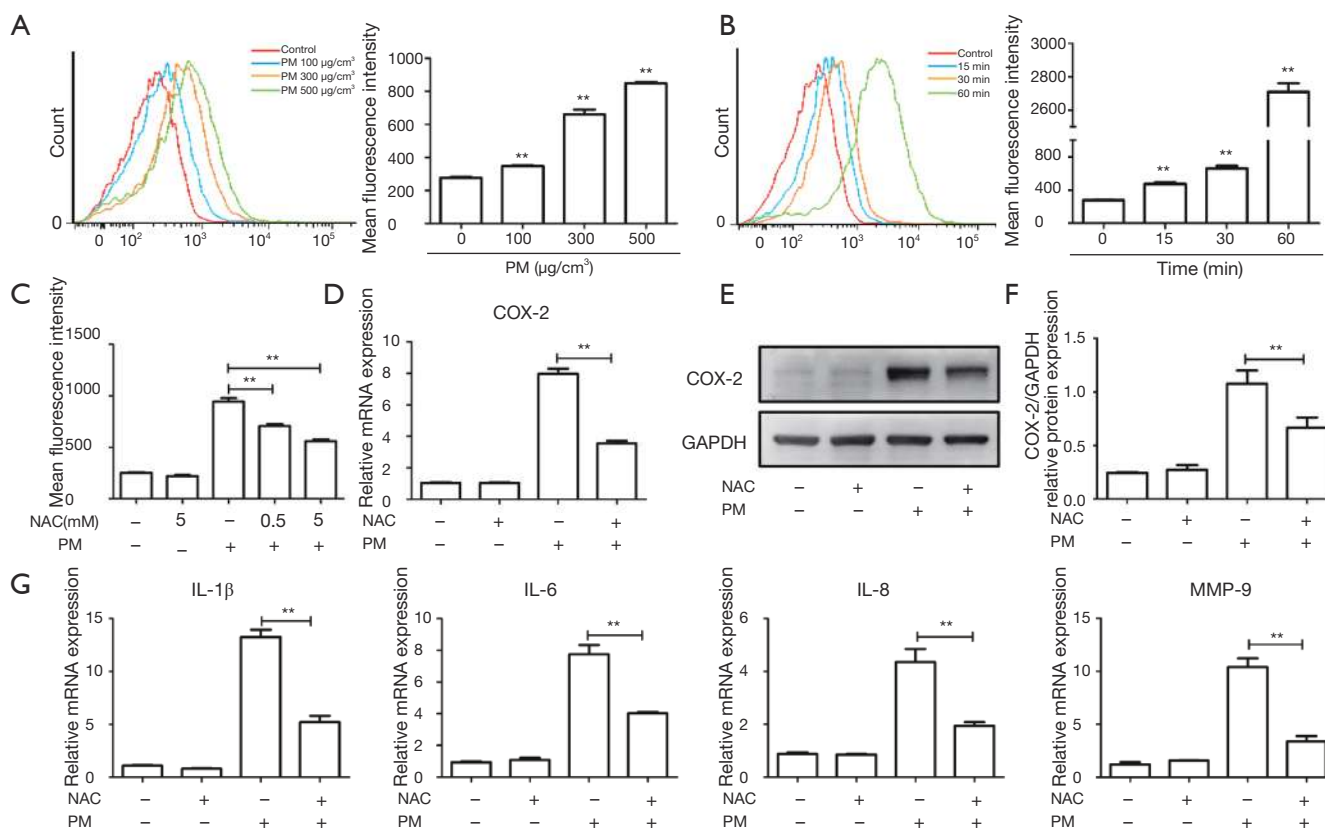 A
Mean fluorescence intensity
Count
Control
PM 100 µg/cm³
PM 300 µg/cm³
PM 500 µg/cm³
0
0 10² 10³ 10⁴ 10⁵
1000
800
600
400
200
0
**
**
**
0 100 300 500
PM (µg/cm³)
B
Count
Control
15 min
30 min
60 min
0
0 10² 10³ 10⁴ 10⁵
Mean fluorescence intensity
3000
2800
2600
2400
800
400
0
**
**
**
0 15 30 60
Time (min)
C
Mean fluorescence intensity
1500
1000
500
0
**
**
NAC(mM) – 5 – 0.5 5
PM – – + + +
D
COX-2
Relative mRNA expression
8
6
4
2
0
**
NAC – + – +
PM – – + +
E
COX-2
GAPDH
NAC – + – +
PM – – + +
F
COX-2/GAPDH
relative protein expression
1.5
1.0
0.5
0.0
**
NAC – + – +
PM – – + +
G
IL-1β
Relative mRNA expression
15
10
5
0
**
NAC – + – +
PM – – + +
IL-6
Relative mRNA expression
10
8
6
4
2
0
**
NAC – + – +
PM – – + +
IL-8
Relative mRNA expression
6
4
2
0
**
NAC – + – +
PM – – + +
MMP-9
Relative mRNA expression
15
10
5
0
**
NAC – + – +
PM – – + +